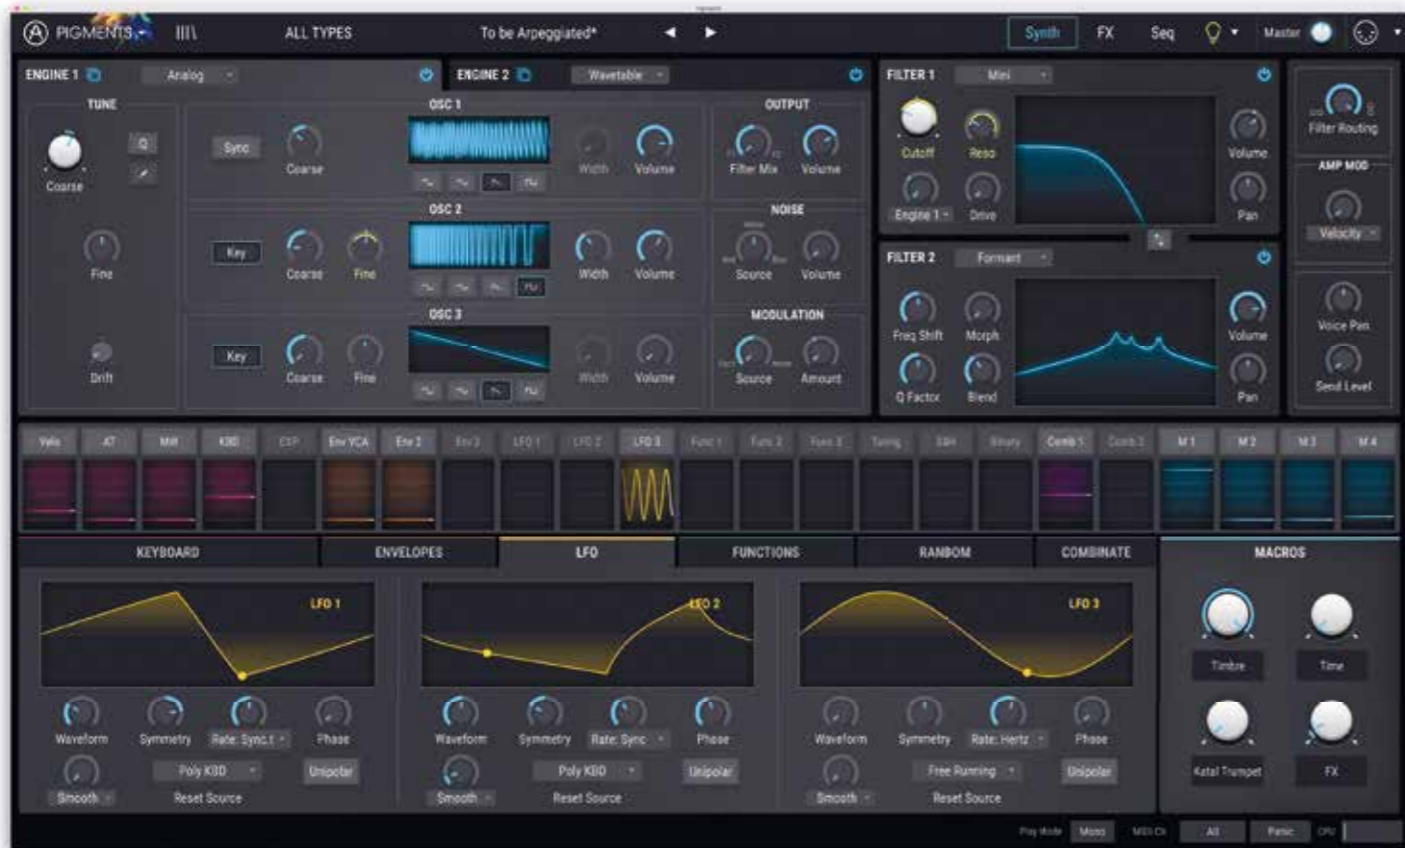 PIGMENTS ALL TYPES To be Arpeggiated* Synth FX Seq Master
ENGINE 1 Analog ENGINE 2 Wavetable FILTER 1 Mini
TUNE OSC 1 OUTPUT
Q Sync
Coarse Coarse Width Volume Filter Mix Volume Cutoff Reso Volume Filter Routing
AMP MOD
OSC 2 NOISE Engine 1 Drive Pan
Key Velocity
Fine Coarse Fine Width Volume Source Volume
FILTER 2 Formant
OSC 3 MODULATION
Freq Shift Morph Volume Voice Pan
Key
Drift Coarse Fine Width Volume Source Amount
Q Factor Blend Pan Send Level
Velo AT MW KBD EXP Env VCA Env 2 Env 3 LFO 1 LFO 2 LFO 3 Func 1 Func 2 Func 3 Turing S&H Binary Comb 1 Comb 2 M 1 M 2 M 3 M 4
KEYBOARD ENVELOPES LFO FUNCTIONS RANDOM COMBINATE MACROS
LFO 1 LFO 2 LFO 3
Timbre Time
Waveform Symmetry Rate: Sync.t Phase Waveform Symmetry Rate: Sync Phase Waveform Symmetry Rate: Hertz Phase
Poly KBD Unipolar Poly KBD Unipolar Free Running Unipolar Katal Trumpet FX
Smooth Reset Source Smooth Reset Source Smooth Reset Source
Play Mode Mono MIDI Ch All Panic CPU